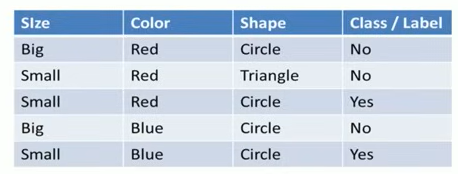 SIze Color Shape Class / Label
Big Red Circle No
Small Red Triangle No
Small Red Circle Yes
Big Blue Circle No
Small Blue Circle Yes